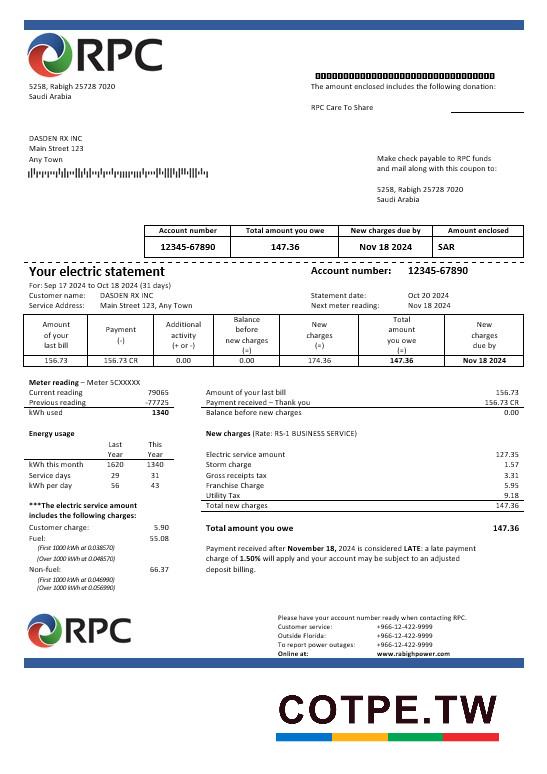 RPC
5258, Rabigh 25728 7020
Saudi Arabia
The amount enclosed includes the following donation:
RPC Care To Share
DASDEN RX INC
Main Street 123
Any Town
Make check payable to RPC funds
and mail along with this coupon to:
5258, Rabigh 25728 7020
Saudi Arabia
Account number Total amount you owe New charges due by Amount enclosed
12345-67890 147.36 Nov 18 2024 SAR
Your electric statement Account number: 12345-67890
For: Sep 17 2024 to Oct 18 2024 (31 days)
Customer name: DASDEN RX INC Statement date: Oct 20 2024
Service Address: Main Street 123, Any Town Next meter reading: Nov 18 2024
Amount of your last bill Payment (-) Additional activity (+ or -) Balance before new charges (=) New charges (=) Total amount you owe (=) New charges due by
156.73 156.73 CR 0.00 0.00 174.36 147.36 Nov 18 2024
Meter reading – Meter 5CXXXXX
Current reading 79065
Previous reading -77725
kWh used 1340
Amount of your last bill 156.73
Payment received – Thank you 156.73 CR
Balance before new charges 0.00
Energy usage
Last Year This Year
kWh this month 1620 1340
Service days 29 31
kWh per day 56 43
***The electric service amount
includes the following charges:
Customer charge: 5.90
Fuel: 55.08
(First 1000 kWh at 0.038570)
(Over 1000 kWh at 0.048570)
Non-fuel: 66.37
(First 1000 kWh at 0.046990)
(Over 1000 kWh at 0.056990)
New charges (Rate: RS-1 BUSINESS SERVICE)
Electric service amount 127.35
Storm charge 1.57
Gross receipts tax 3.31
Franchise Charge 5.95
Utility Tax 9.18
Total new charges 147.36
Total amount you owe 147.36
Payment received after November 18, 2024 is considered LATE: a late payment
charge of 1.50% will apply and your account may be subject to an adjusted
deposit billing.
RPC
Please have your account number ready when contacting RPC.
Customer service: +966-12-422-9999
Outside Florida: +966-12-422-9999
To report power outages: +966-12-422-9999
Online at: www.rabighpower.com
COTPE.TW